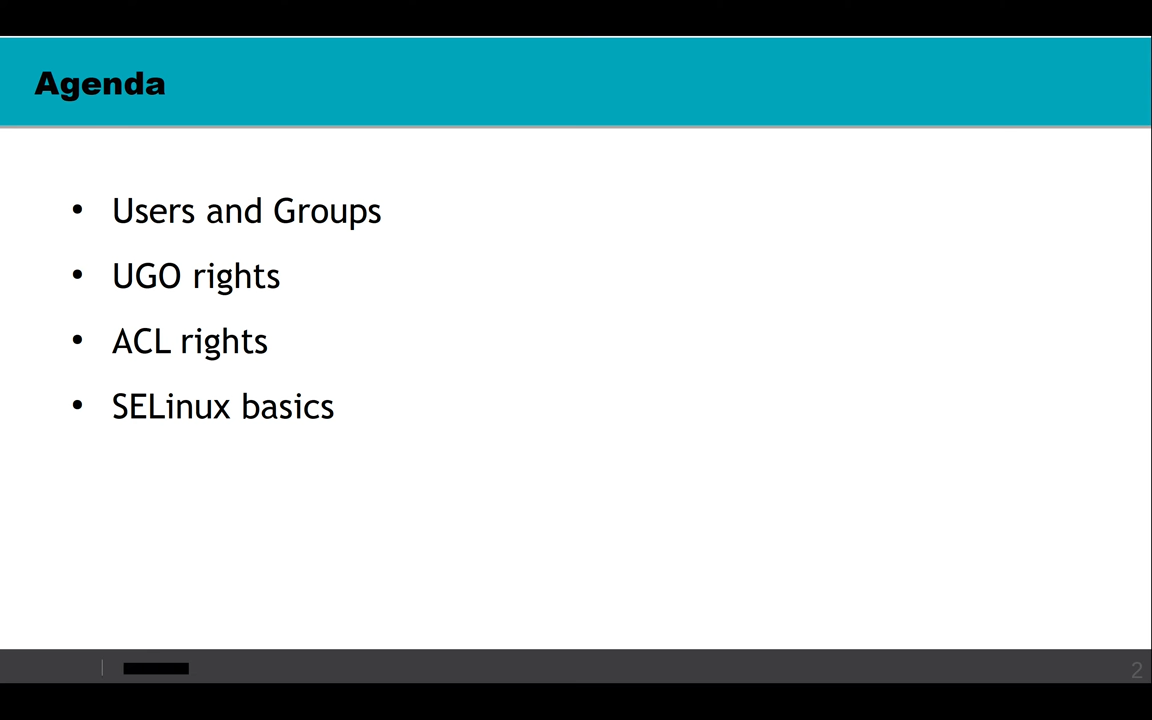 Agenda
• Users and Groups
• UGO rights
• ACL rights
• SELinux basics
2